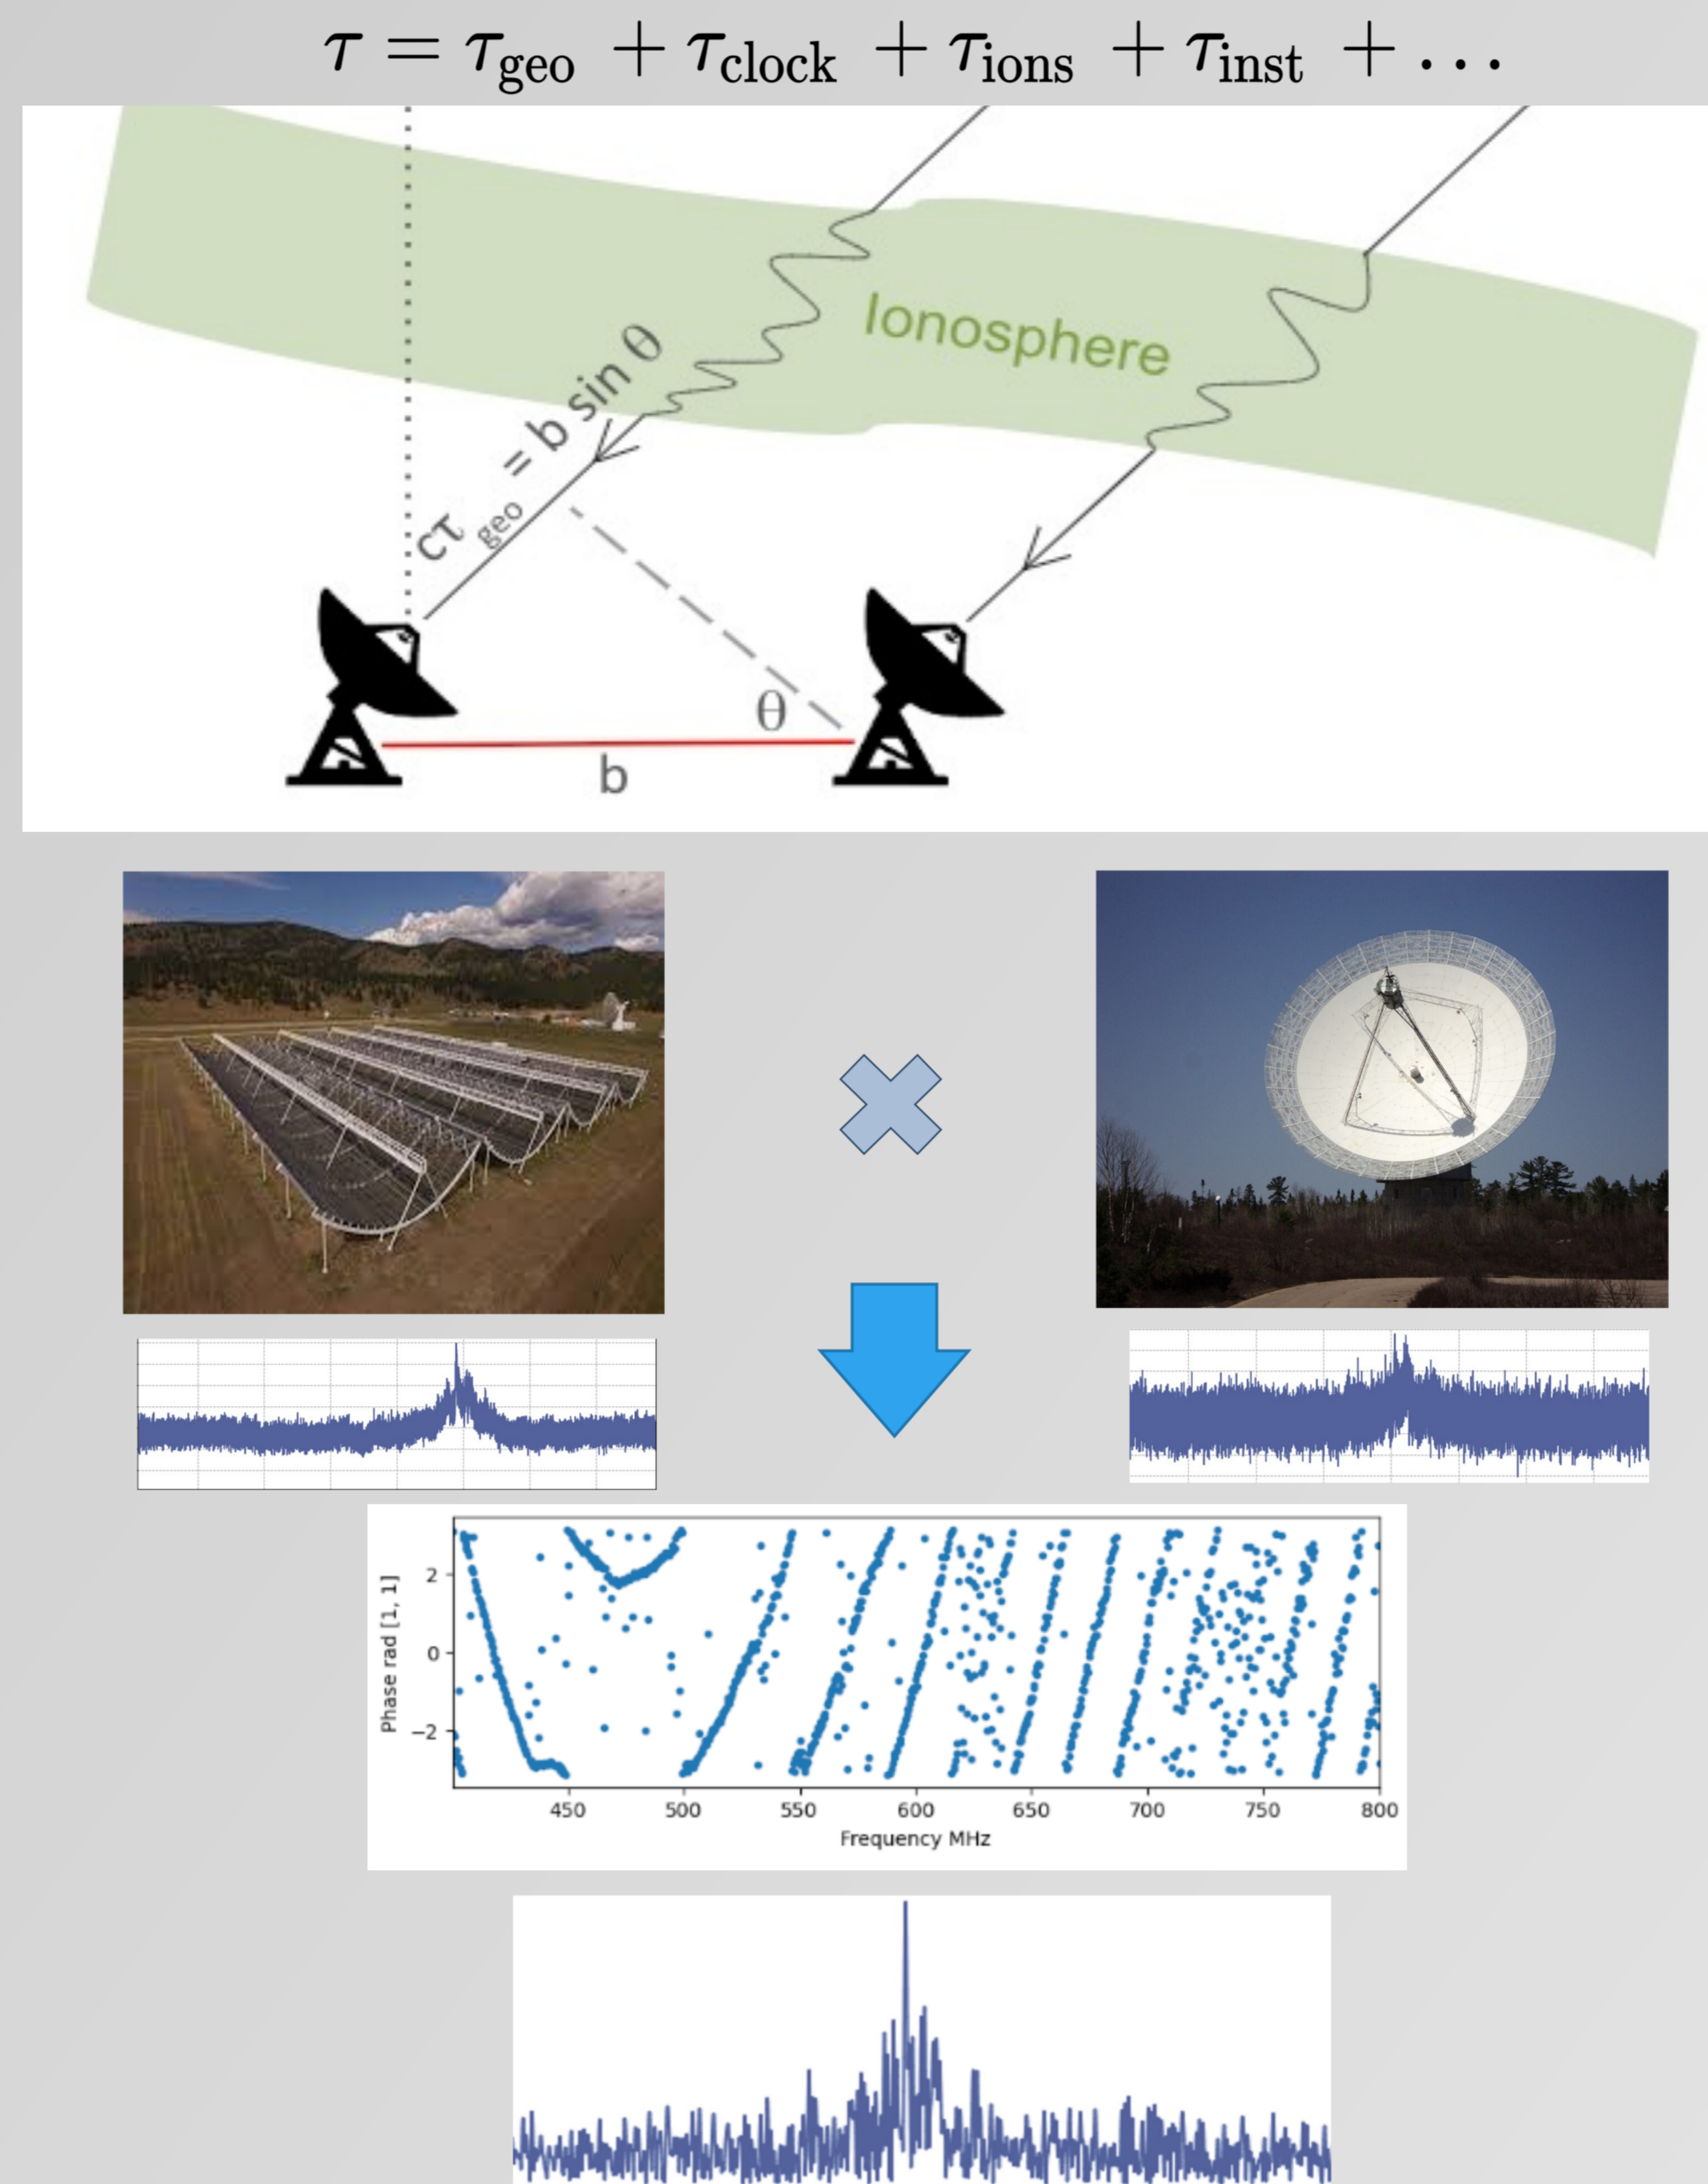 τ = τgeo + τclock + τions + τinst + ...
Ionosphere
cτgeo = b sin θ
θ
b
Phase rad [1, 1]
2
0
−2
450 500 550 600 650 700 750 800
Frequency MHz